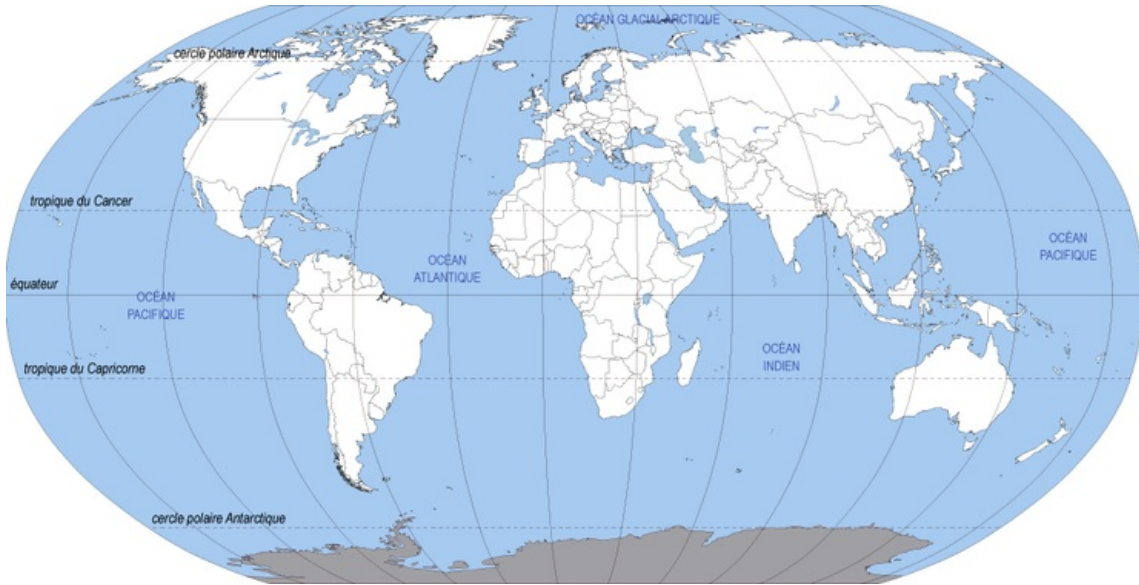 OCÉAN GLACIAL ARCTIQUE
cercle polaire Arctique
tropique du Cancer
OCÉAN
PACIFIQUE
OCÉAN
ATLANTIQUE
équateur
OCÉAN
PACIFIQUE
OCÉAN
INDIEN
tropique du Capricorne
cercle polaire Antarctique